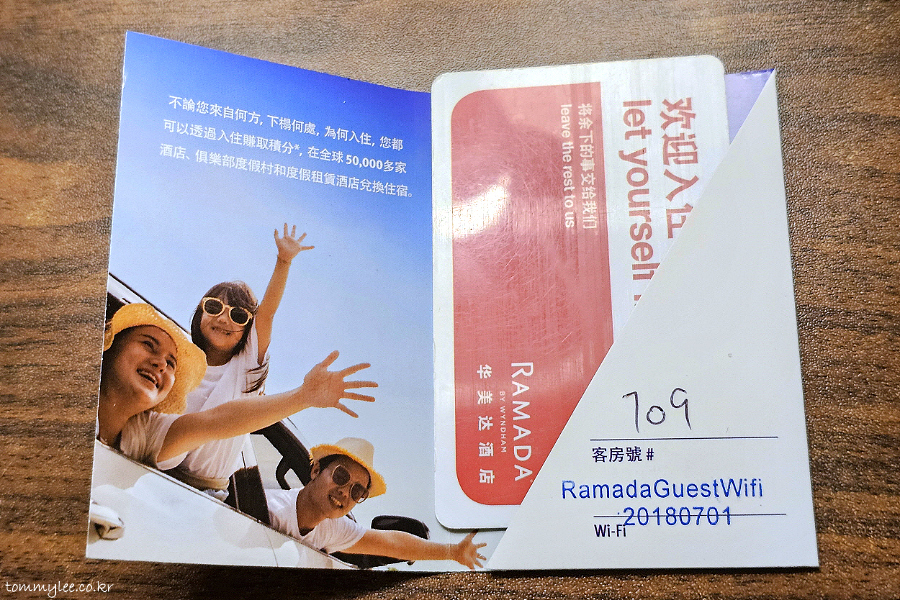 不論您來自何方, 下榻何處, 為何入住, 您都
可以透過入住賺取積分*, 在全球 50,000多家
酒店、俱樂部度假村和度假租賃酒店兌換住宿。
欢迎入住
let yourself
将余下的事交给我们
leave the rest to us
RAMADA
BY WYNDHAM
华美达酒店
709
客房號 #
RamadaGuestWifi
20180701
Wi-Fi
tommylee.co.kr